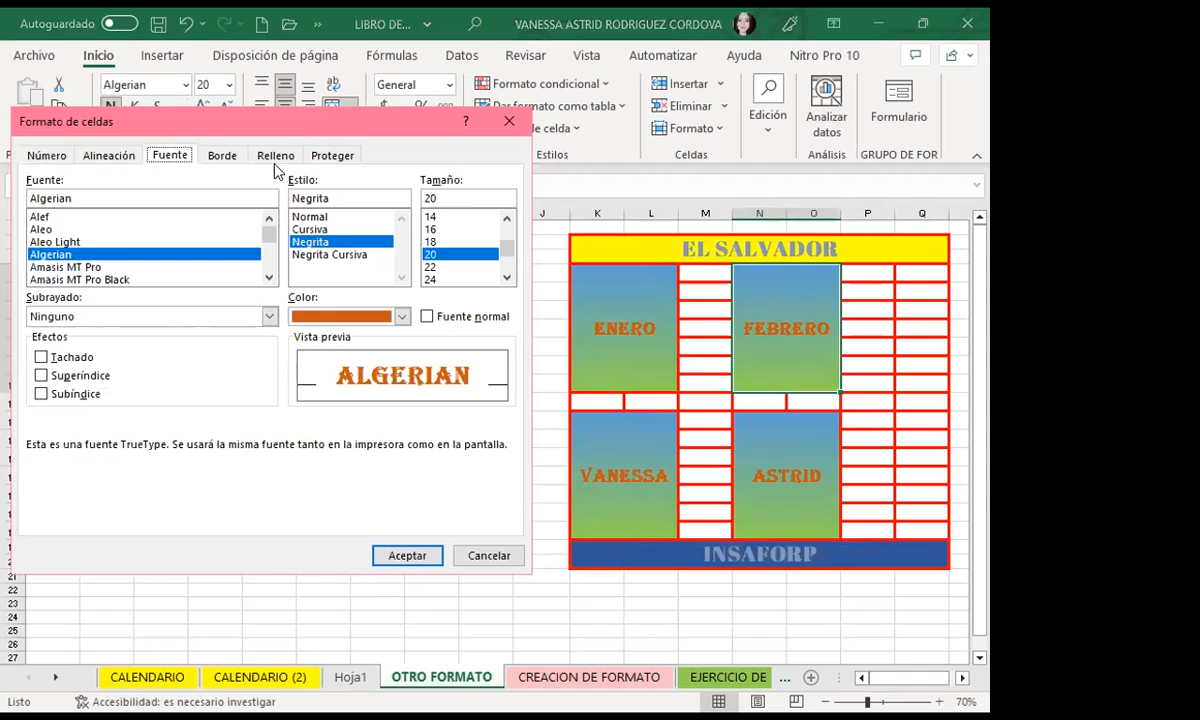 Autoguardado
LIBRO DE...
VANESSA ASTRID RODRIGUEZ CORDOVA
Archivo
Inicio
Insertar
Disposición de página
Fórmulas
Datos
Revisar
Vista
Automatizar
Ayuda
Nitro Pro 10
Algerian
20
General
Formato condicional
Insertar
Dar formato como tabla
Eliminar
Edición
Analizar
datos
Formulario
de celda
Formato
Estilos
Celdas
Análisis
GRUPO DE FOR
Formato de celdas
?
Número
Alineación
Fuente
Borde
Relleno
Proteger
Fuente:
Estilo:
Tamaño:
Algerian
Negrita
20
Alef
Aleo
Aleo Light
Algerian
Amasis MT Pro
Amasis MT Pro Black
Normal
Cursiva
Negrita
Negrita Cursiva
14
16
18
20
22
24
Subrayado:
Color:
Ninguno
Fuente normal
Efectos
Tachado
Superíndice
Subíndice
Vista previa
ALGERIAN
Esta es una fuente TrueType. Se usará la misma fuente tanto en la impresora como en la pantalla.
Aceptar
Cancelar
J K L M N O P Q
EL SALVADOR
ENERO
FEBRERO
VANESSA
ASTRID
INSAFORP
21
22
23
24
25
26
27
CALENDARIO
CALENDARIO (2)
Hoja1
OTRO FORMATO
CREACION DE FORMATO
EJERCICIO DE
...
Listo
Accesibilidad: es necesario investigar
70%